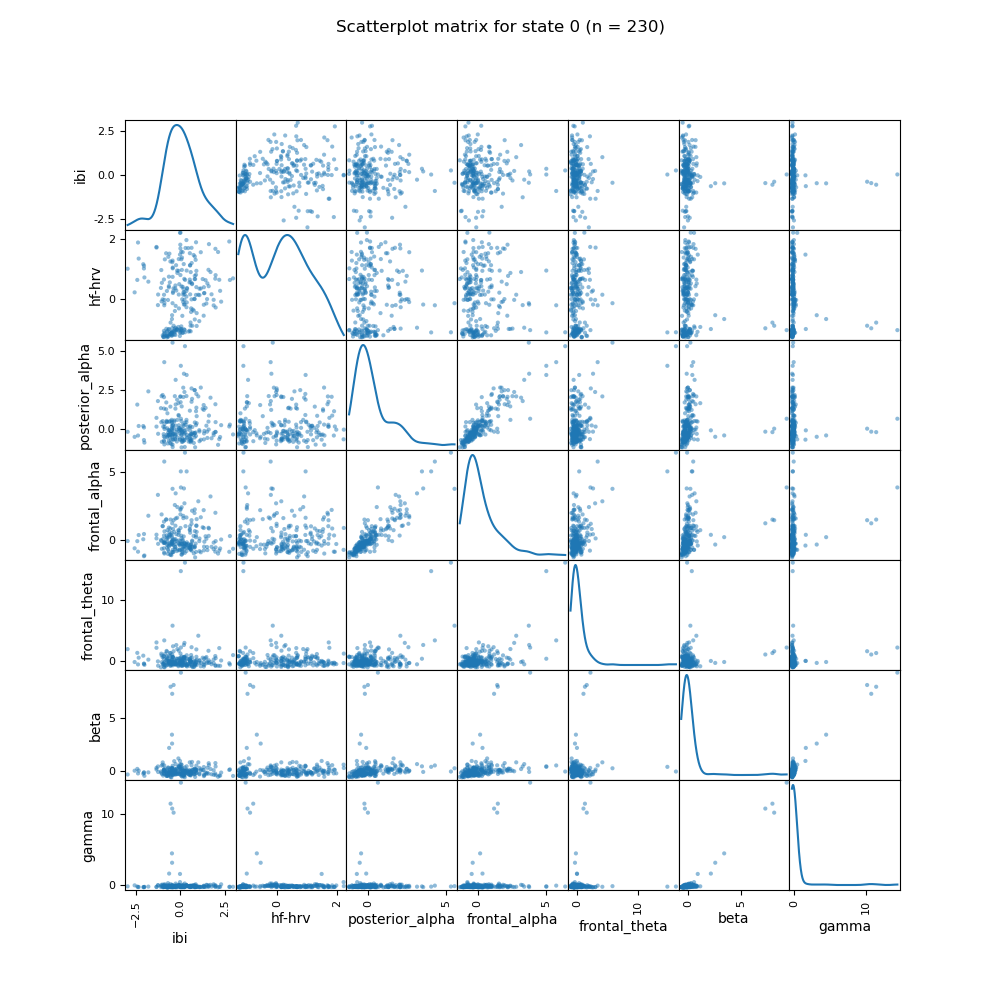 Scatterplot matrix for state 0 (n = 230)
ibi
2.5
0.0
-2.5
hf-hrv
2
0
posterior_alpha
5.0
2.5
0.0
frontal_alpha
5
0
frontal_theta
10
0
beta
5
0
gamma
10
0
−2.5 0.0 2.5 0 2 0 5 0 5 0 10 0 5 0 10
ibi hf-hrv posterior_alpha frontal_alpha frontal_theta beta gamma